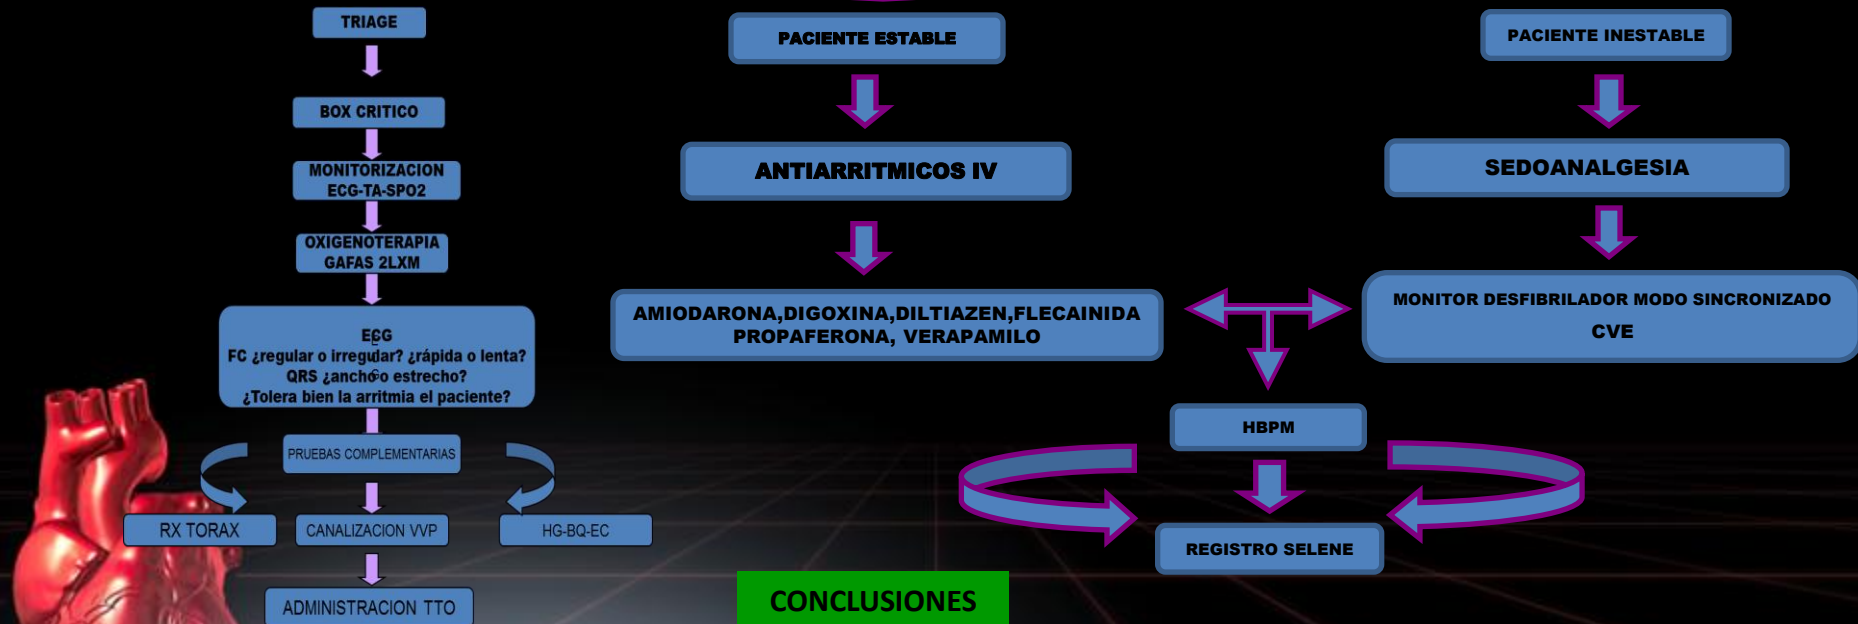 TRIAGE
BOX CRITICO
MONITORIZACION
ECG-TA-SPO2
OXIGENOTERAPIA
GAFAS 2LXM
ECG
FC ¿regular o irregular? ¿rápida o lenta?
QRS ¿ancho o estrecho?
¿Tolera bien la arritmia el paciente?
PRUEBAS COMPLEMENTARIAS
RX TORAX
CANALIZACION VVP
HG-BQ-EC
ADMINISTRACION TTO
PACIENTE ESTABLE
ANTIARRITMICOS IV
AMIODARONA,DIGOXINA,DILTIAZEN,FLECAINIDA
PROPAFERONA, VERAPAMILO
PACIENTE INESTABLE
SEDOANALGESIA
MONITOR DESFIBRILADOR MODO SINCRONIZADO
CVE
HBPM
REGISTRO SELENE
CONCLUSIONES